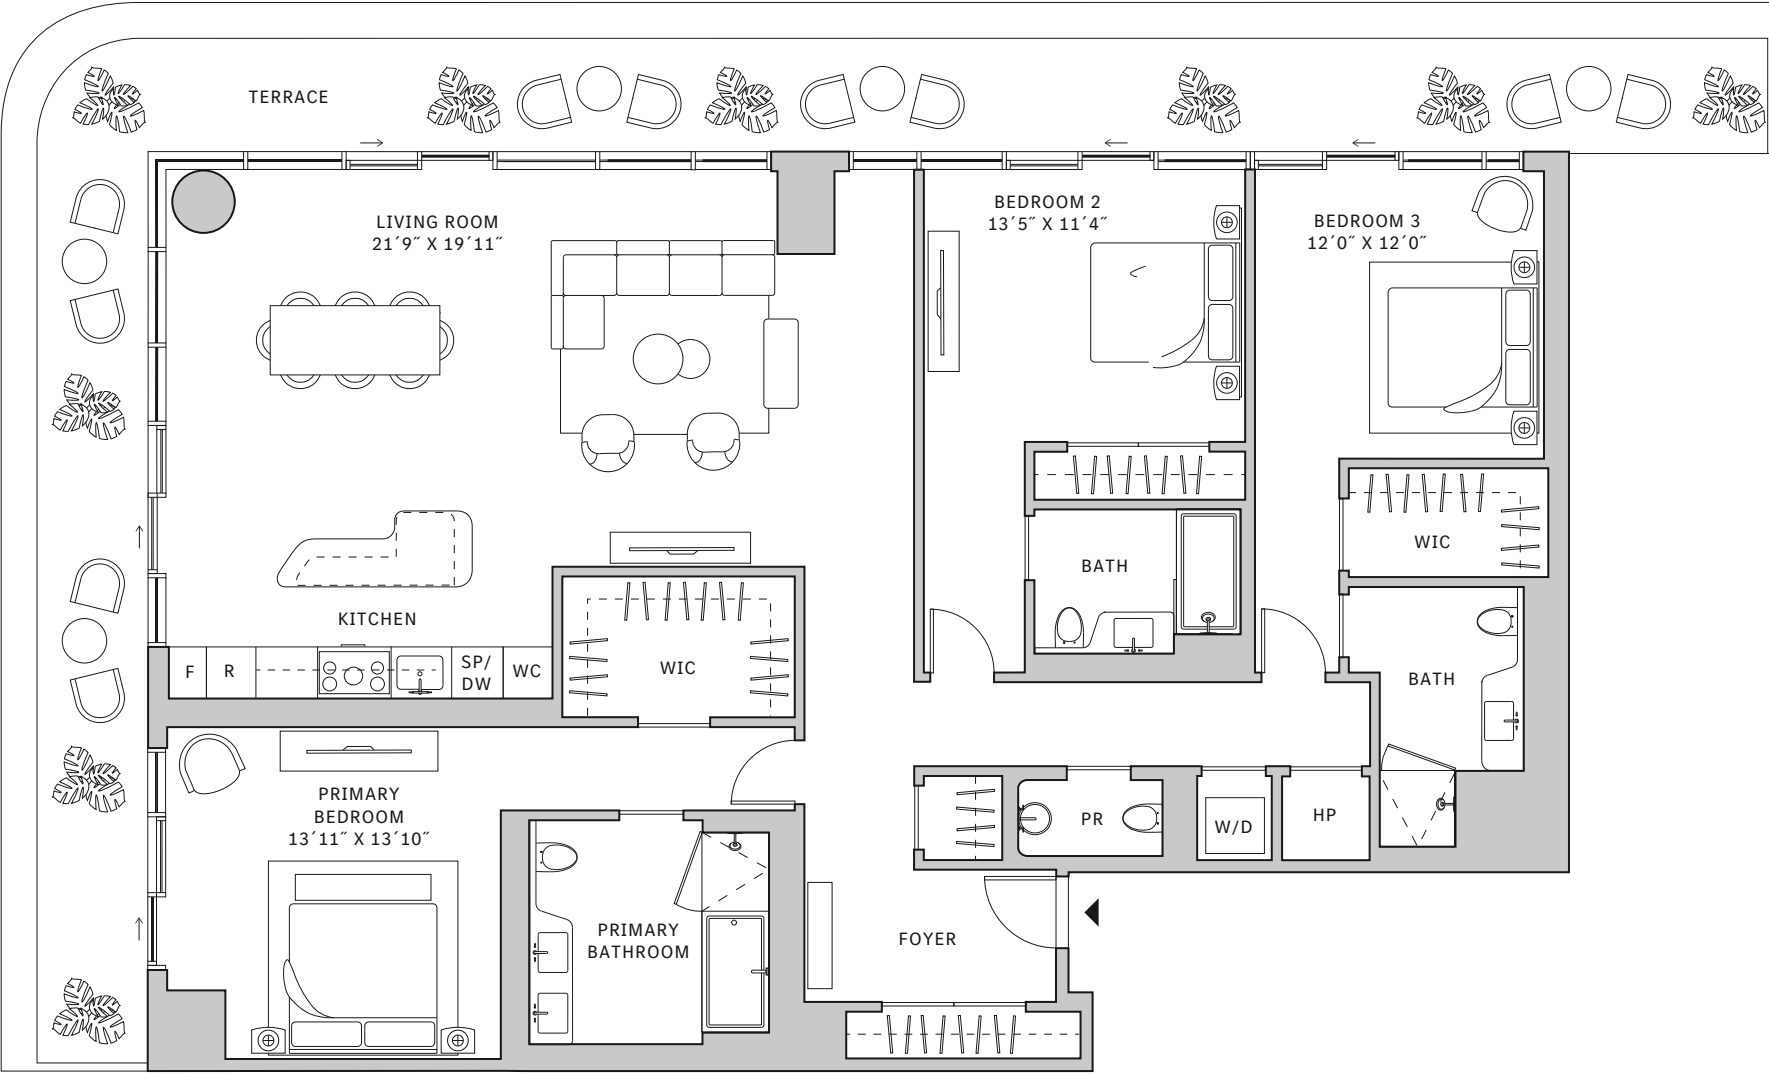 TERRACE
LIVING ROOM
21´9˝ X 19´11˝
BEDROOM 2
13´5˝ X 11´4˝
BEDROOM 3
12´0˝ X 12´0˝
WIC
BATH
KITCHEN
F
R
SP/
DW
WC
WIC
BATH
PRIMARY
BEDROOM
13´11˝ X 13´10˝
PR
W/D
HP
PRIMARY
BATHROOM
FOYER